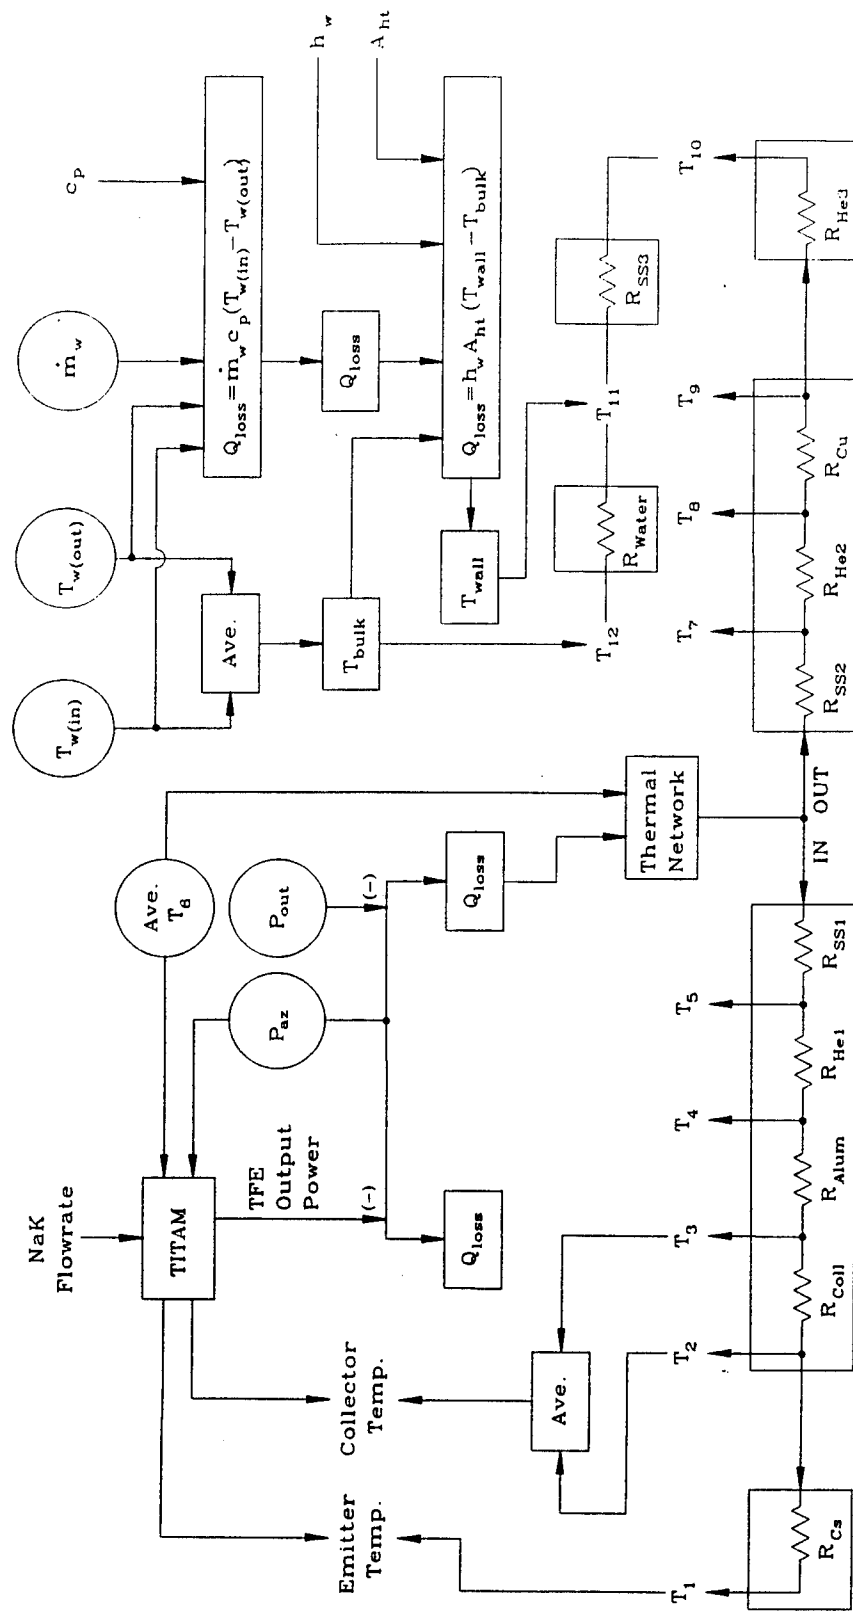 NaK
Flowrate
TITAM
Emitter
Temp.
Collector
Temp.
TFE
Output
Power
(-)
Q_loss
Ave.
Ave.
T_6
P_az
P_out
(-)
Q_loss
Thermal
Network
IN
OUT
T_w(in)
T_w(out)
ṁ_w
c_p
Ave.
Q_loss = ṁ_w c_p (T_w(in) − T_w(out))
T_bulk
Q_loss
h_w
A_ht
Q_loss = h_w A_ht (T_wall − T_bulk)
T_wall
T_12
R_Water
T_11
R_SS3
T_1
T_2
T_3
T_4
T_5
T_7
T_8
T_9
T_10
R_Cs
R_Coll
R_Alum
R_He1
R_SS1
R_SS2
R_He2
R_Cu
R_He3